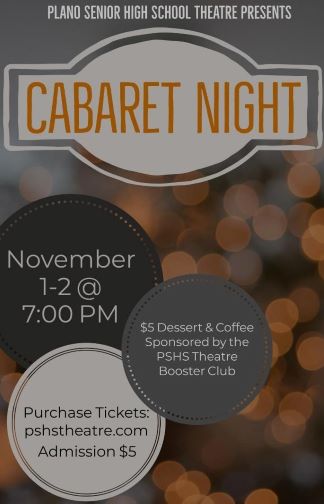 PLANO SENIOR HIGH SCHOOL THEATRE PRESENTS
CABARET NIGHT
November
1-2 @
7:00 PM
$5 Dessert & Coffee
Sponsored by the
PSHS Theatre
Booster Club
Purchase Tickets:
pshstheatre.com
Admission $5